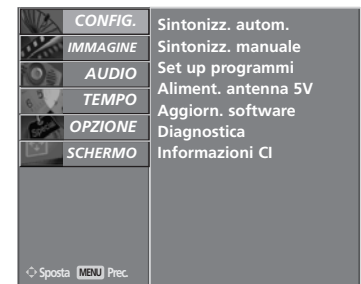 CONFIG.
IMMAGINE
AUDIO
TEMPO
OPZIONE
SCHERMO
Sposta MENU Prec.
Sintonizz. autom.
Sintonizz. manuale
Set up programmi
Aliment. antenna 5V
Aggiorn. software
Diagnostica
Informazioni CI